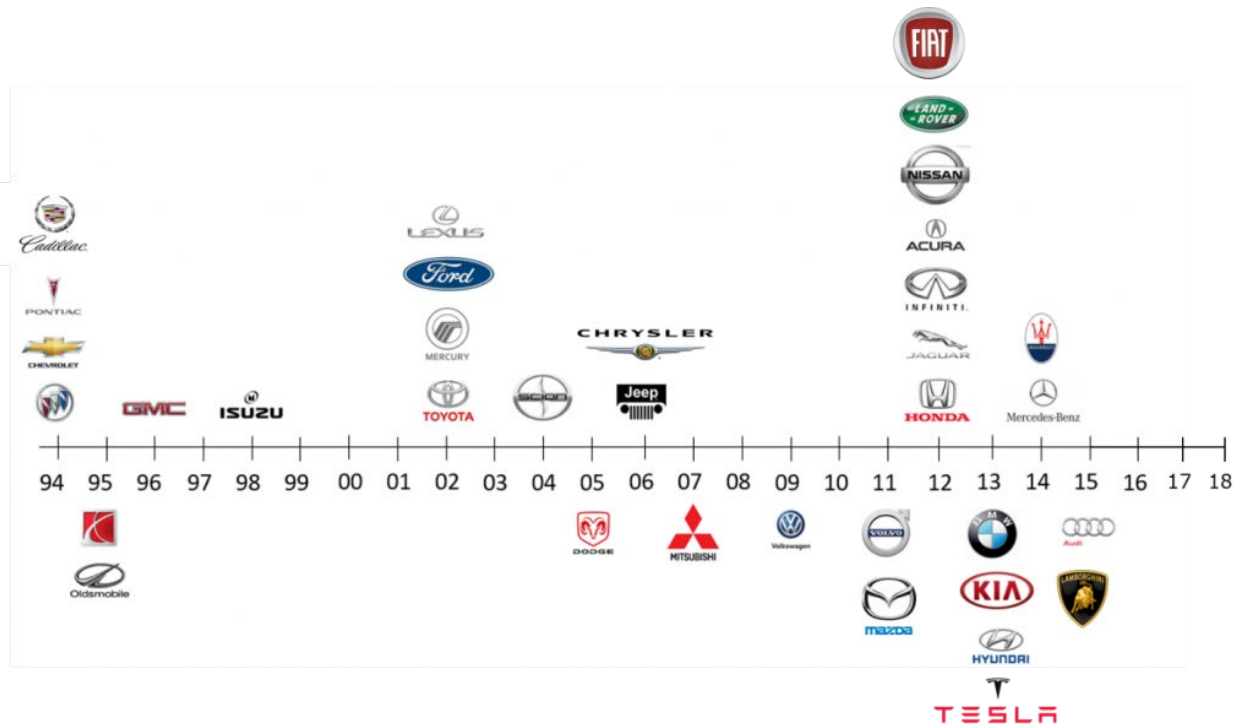 FIAT
LAND-
-ROVER
NISSAN
ACURA
INFINITI.
JAGUAR
HONDA
Cadillac
PONTIAC
CHEVROLET
GMC
ISUZU
LEXUS
Ford
MERCURY
TOYOTA
SCION
CHRYSLER
Jeep
MASERATI
Mercedes-Benz
94 95 96 97 98 99 00 01 02 03 04 05 06 07 08 09 10 11 12 13 14 15 16 17 18
Oldsmobile
DODGE
MITSUBISHI
Volkswagen
VOLVO
mazda
BMW
KIA
HYUNDAI
TESLA
Audi
LAMBORGHINI